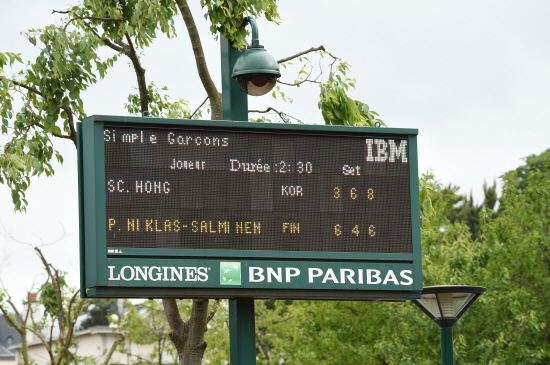 Simple Garcons
IBM
Joueur Durée:2:30 Set
SC. HONG KOR 3 6 8
P. NIKLAS-SALMINEN FIN 6 4 6
LONGINES BNP PARIBAS